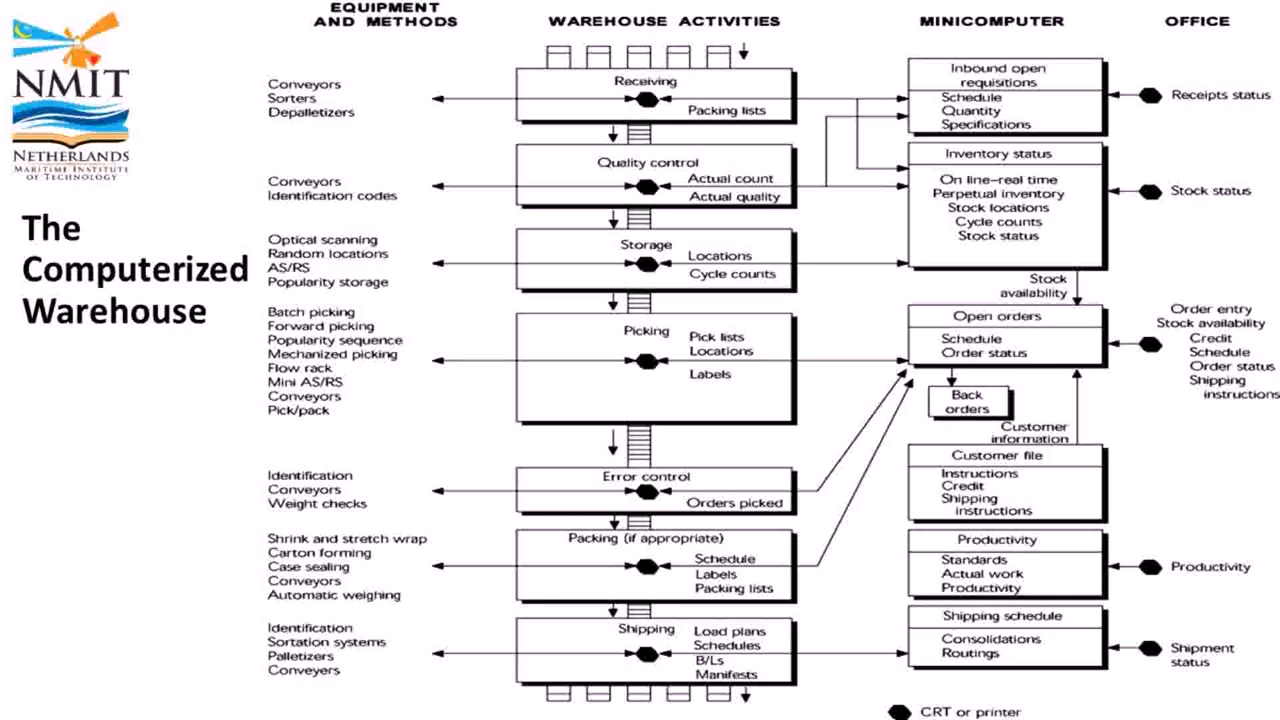 EQUIPMENT
AND METHODS
WAREHOUSE ACTIVITIES
MINICOMPUTER
OFFICE
NMIT
NETHERLANDS
MARITIME INSTITUTE
OF TECHNOLOGY
The
Computerized
Warehouse
Conveyors
Sorters
Depalletizers
Receiving
Packing lists
Inbound open
requisitions
Schedule
Quantity
Specifications
Receipts status
Conveyors
Identification codes
Quality control
Actual count
Actual quality
Inventory status
On line-real time
Perpetual inventory
Stock locations
Cycle counts
Stock status
Stock status
Optical scanning
Random locations
AS/RS
Popularity storage
Storage
Locations
Cycle counts
Stock
availability
Batch picking
Forward picking
Popularity sequence
Mechanized picking
Flow rack
Mini AS/RS
Conveyors
Pick/pack
Picking
Pick lists
Locations
Labels
Open orders
Schedule
Order status
Order entry
Stock availability
Credit
Schedule
Order status
Shipping
instructions
Back
orders
Customer
information
Identification
Conveyors
Weight checks
Error control
Orders picked
Customer file
Instructions
Credit
Shipping
instructions
Shrink and stretch wrap
Carton forming
Case sealing
Conveyors
Automatic weighing
Packing (if appropriate)
Schedule
Labels
Packing lists
Productivity
Standards
Actual work
Productivity
Productivity
Identification
Sortation systems
Palletizers
Conveyers
Shipping
Load plans
Schedules
B/Ls
Manifests
Shipping schedule
Consolidations
Routings
Shipment
status
CRT or printer